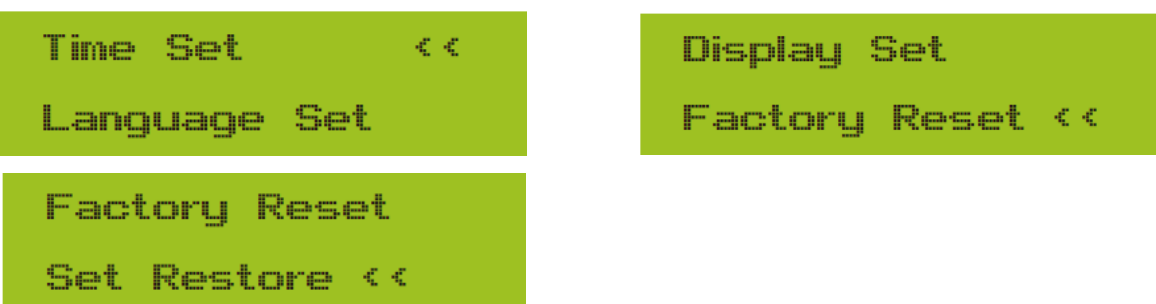 Time Set <<
Language Set
Display Set
Factory Reset <<
Factory Reset
Set Restore <<